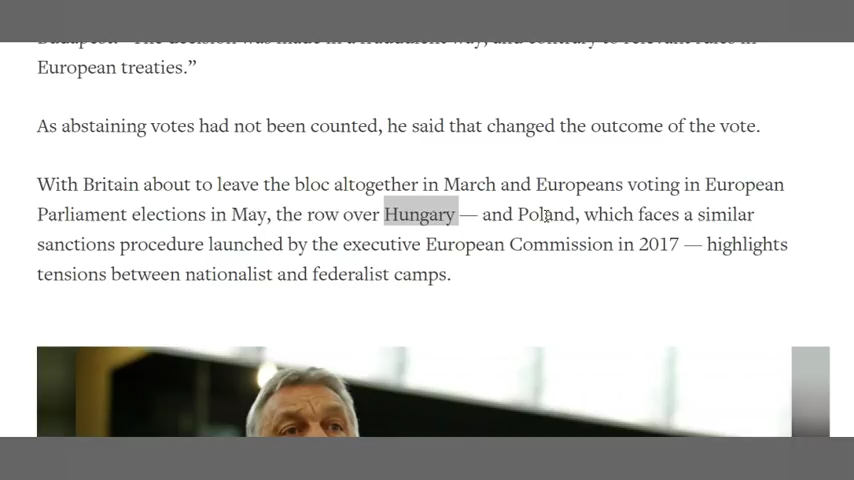 European treaties.”
As abstaining votes had not been counted, he said that changed the outcome of the vote.
With Britain about to leave the bloc altogether in March and Europeans voting in European
Parliament elections in May, the row over Hungary — and Poland, which faces a similar
sanctions procedure launched by the executive European Commission in 2017 — highlights
tensions between nationalist and federalist camps.